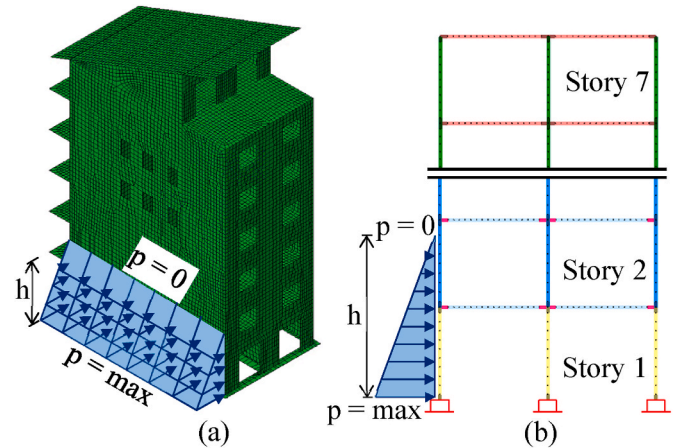 p = 0
h
p = max
(a)
Story 7
p = 0
h
Story 2
Story 1
p = max
(b)